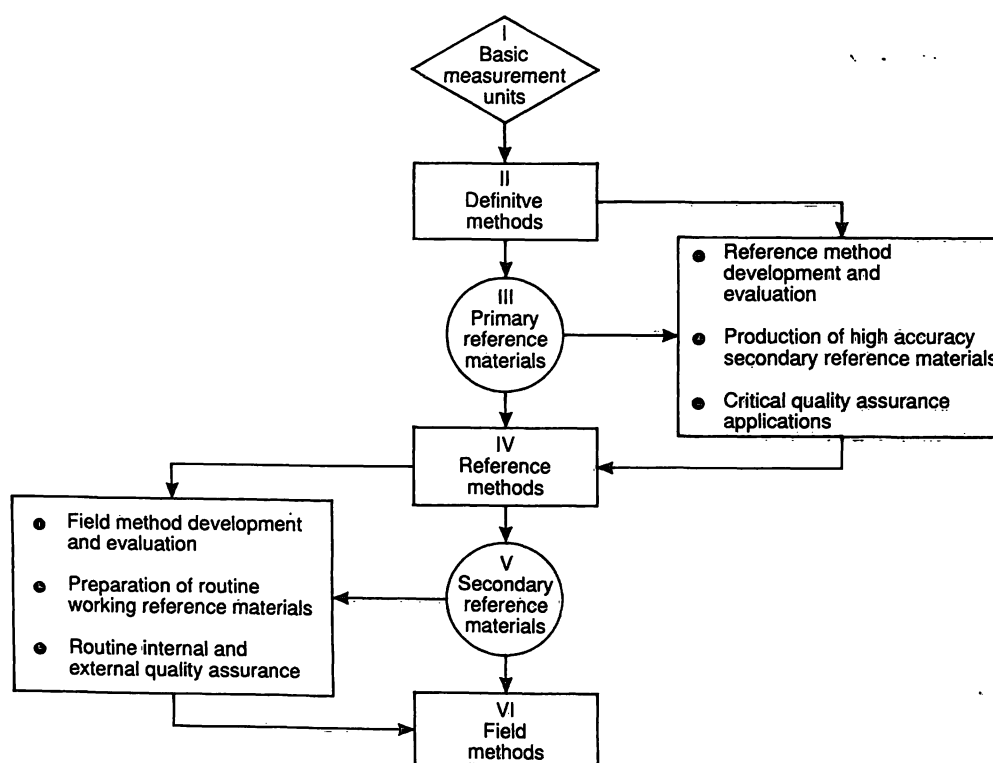 I
Basic
measurement
units
II
Definitve
methods
● Reference method
development and
evaluation
● Production of high accuracy
secondary reference materials
● Critical quality assurance
applications
III
Primary
reference
materials
IV
Reference
methods
● Field method development
and evaluation
● Preparation of routine
working reference materials
● Routine internal and
external quality assurance
V
Secondary
reference
materials
VI
Field
methods